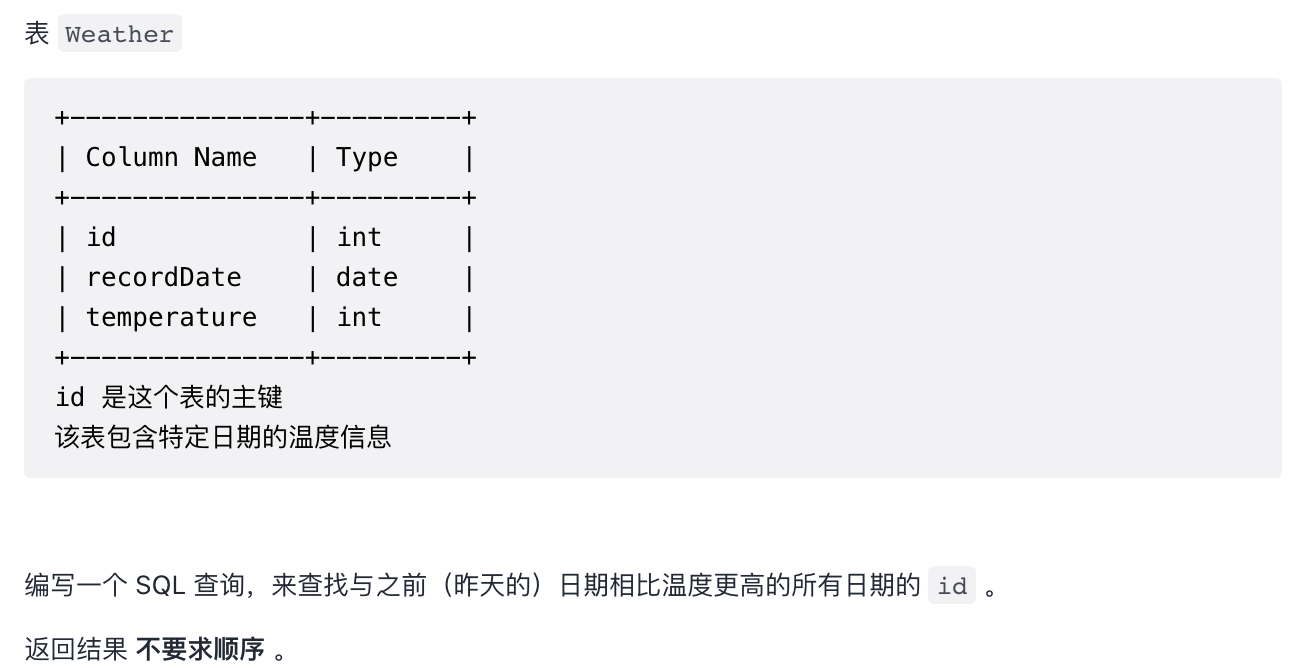 表 Weather
+---------------+---------+
| Column Name   | Type    |
+---------------+---------+
| id            | int     |
| recordDate    | date    |
| temperature   | int     |
+---------------+---------+
id 是这个表的主键
该表包含特定日期的温度信息
编写一个 SQL 查询，来查找与之前（昨天的）日期相比温度更高的所有日期的 id 。
返回结果 不要求顺序 。